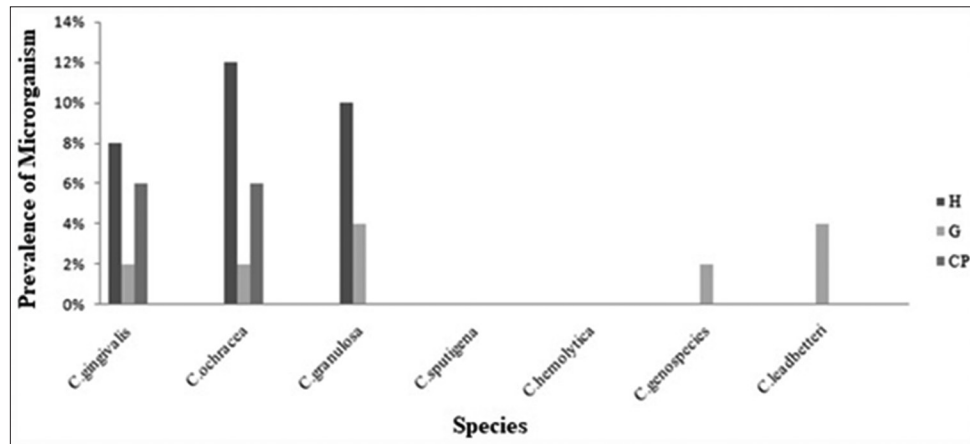 Prevalence of Microrganism
14%
12%
10%
8%
6%
4%
2%
0%
C.gingivalis
C.ochracea
C.granulosa
C.sputigena
C.hemolytica
C.genospecies
C.leadbetteri
Species
H
G
CP